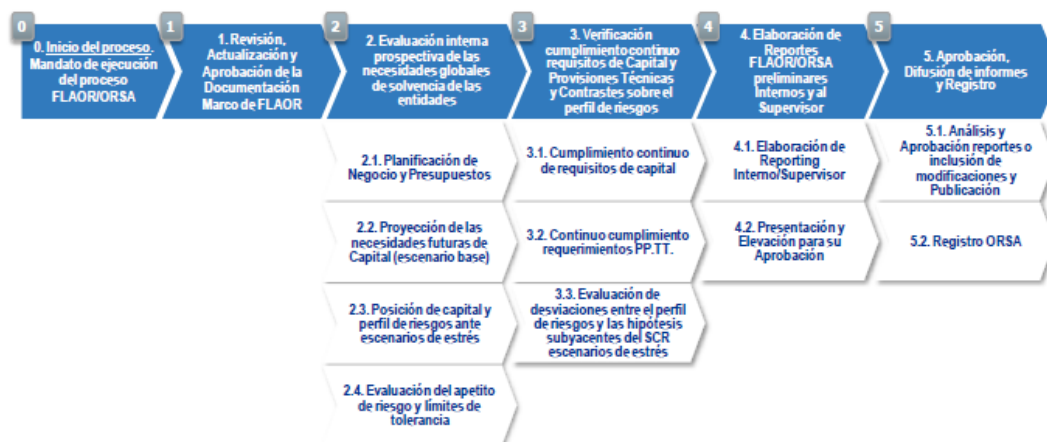 0
0. Inicio del proceso.
Mandato de ejecución
del proceso
FLAOR/ORSA
1
1. Revisión,
Actualización y
Aprobación de la
Documentación
Marco de FLAOR
2
2. Evaluación interna
prospectiva de las
necesidades globales
de solvencia de las
entidades
3
3. Verificación
cumplimiento continuo
requisitos de Capital y
Provisiones Técnicas
y Contrastes sobre el
perfil de riesgos
4
4. Elaboración de
Reportes
FLAOR/ORSA
preliminares
Internos y al
Supervisor
5
5. Aprobación,
Difusión de informes
y Registro
2.1. Planificación de
Negocio y Presupuestos
3.1. Cumplimiento continuo
de requisitos de capital
4.1. Elaboración de
Reporting
Interno/Supervisor
5.1. Análisis y
Aprobación reportes o
inclusión de
modificaciones y
Publicación
2.2. Proyección de las
necesidades futuras de
Capital (escenario base)
3.2. Continuo cumplimiento
requerimientos PP.TT.
4.2. Presentación y
Elevación para su
Aprobación
5.2. Registro ORSA
2.3. Posición de capital y
perfil de riesgos ante
escenarios de estrés
3.3. Evaluación de
desviaciones entre el perfil
de riesgos y las hipótesis
subyacentes del SCR
escenarios de estrés
2.4. Evaluación del apetito
de riesgo y límites de
tolerancia